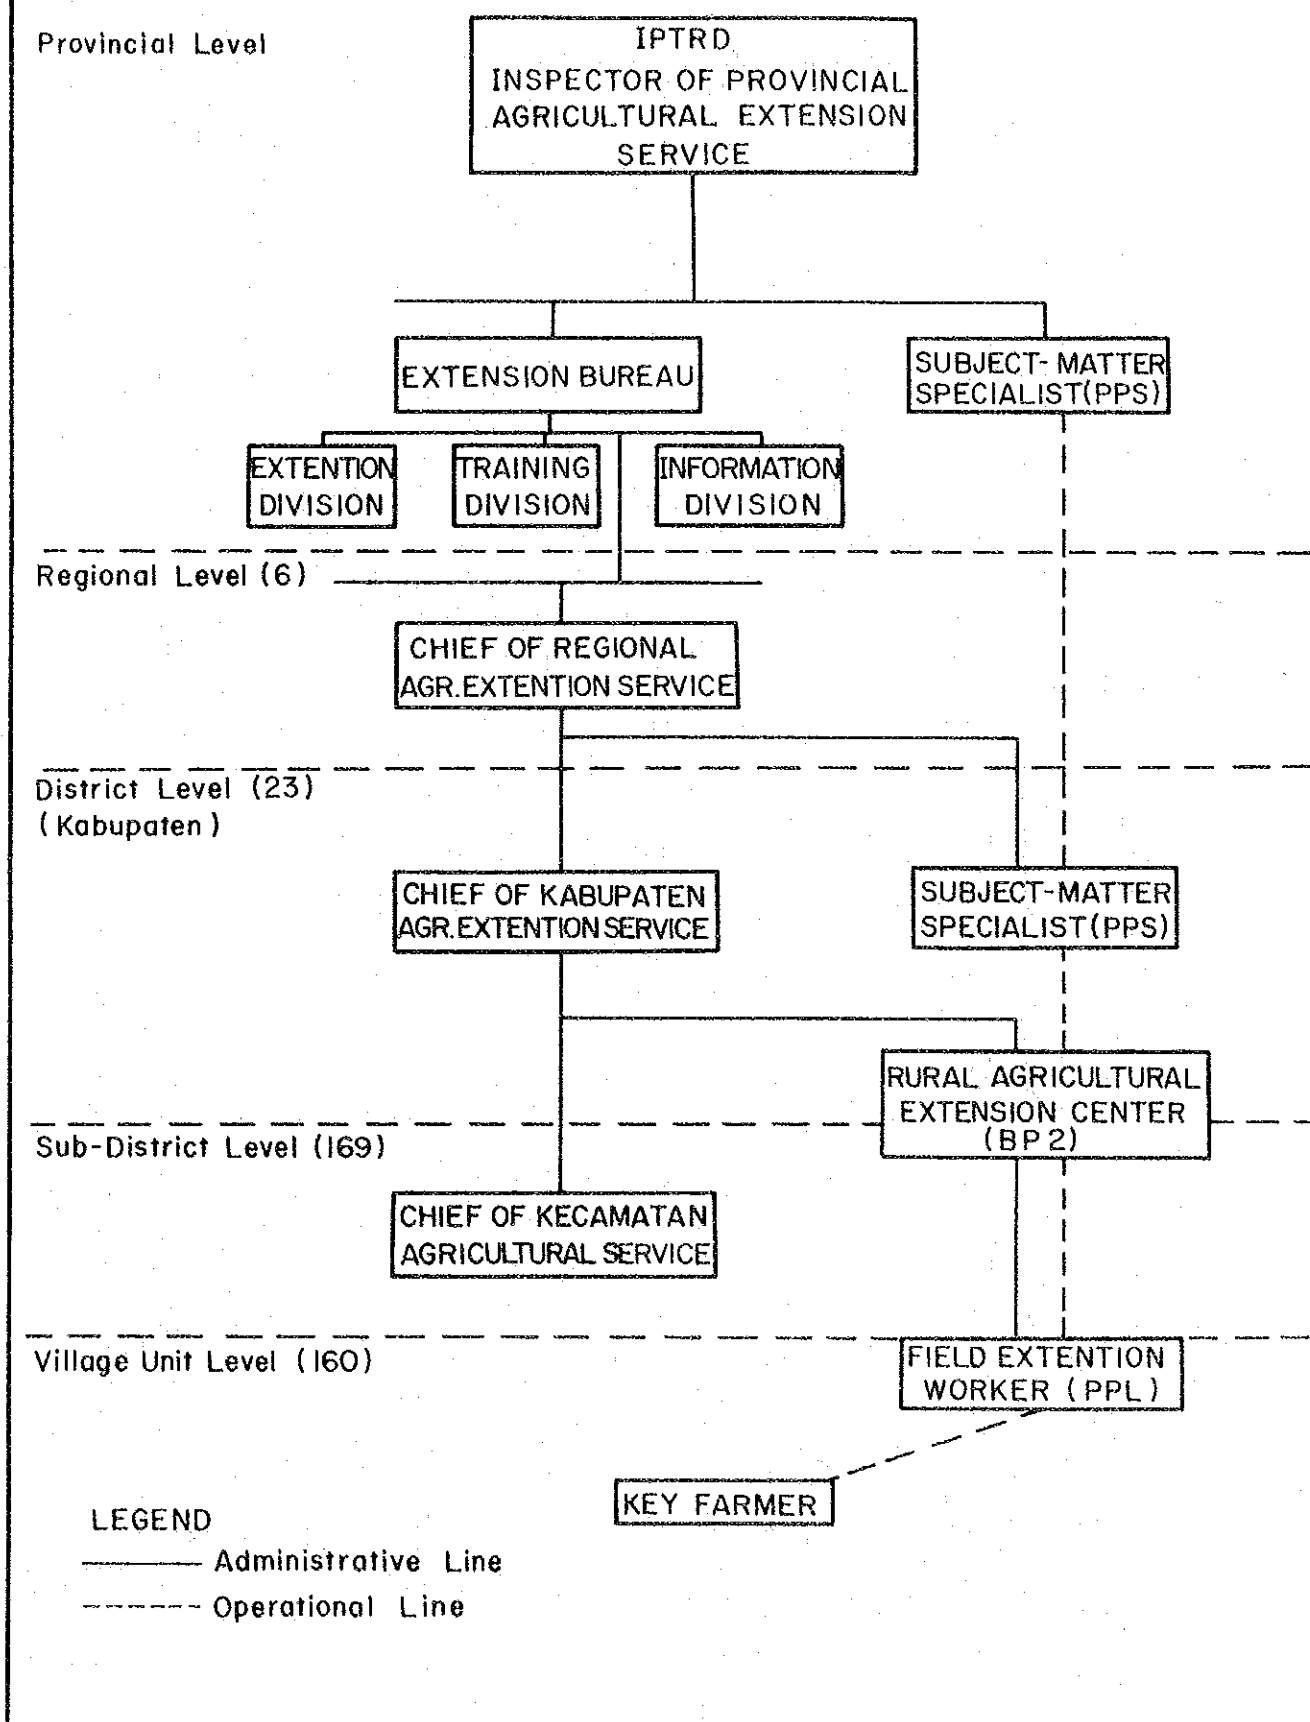 Provincial Level
IPTRD
INSPECTOR OF PROVINCIAL
AGRICULTURAL EXTENSION
SERVICE
EXTENSION BUREAU
SUBJECT-MATTER
SPECIALIST(PPS)
EXTENTION
DIVISION
TRAINING
DIVISION
INFORMATION
DIVISION
Regional Level (6)
CHIEF OF REGIONAL
AGR.EXTENTION SERVICE
District Level (23)
(Kabupaten)
CHIEF OF KABUPATEN
AGR.EXTENTION SERVICE
SUBJECT-MATTER
SPECIALIST(PPS)
RURAL AGRICULTURAL
EXTENSION CENTER
(BP2)
Sub-District Level (169)
CHIEF OF KECAMATAN
AGRICULTURAL SERVICE
Village Unit Level (160)
FIELD EXTENTION
WORKER (PPL)
KEY FARMER
LEGEND
Administrative Line
Operational Line